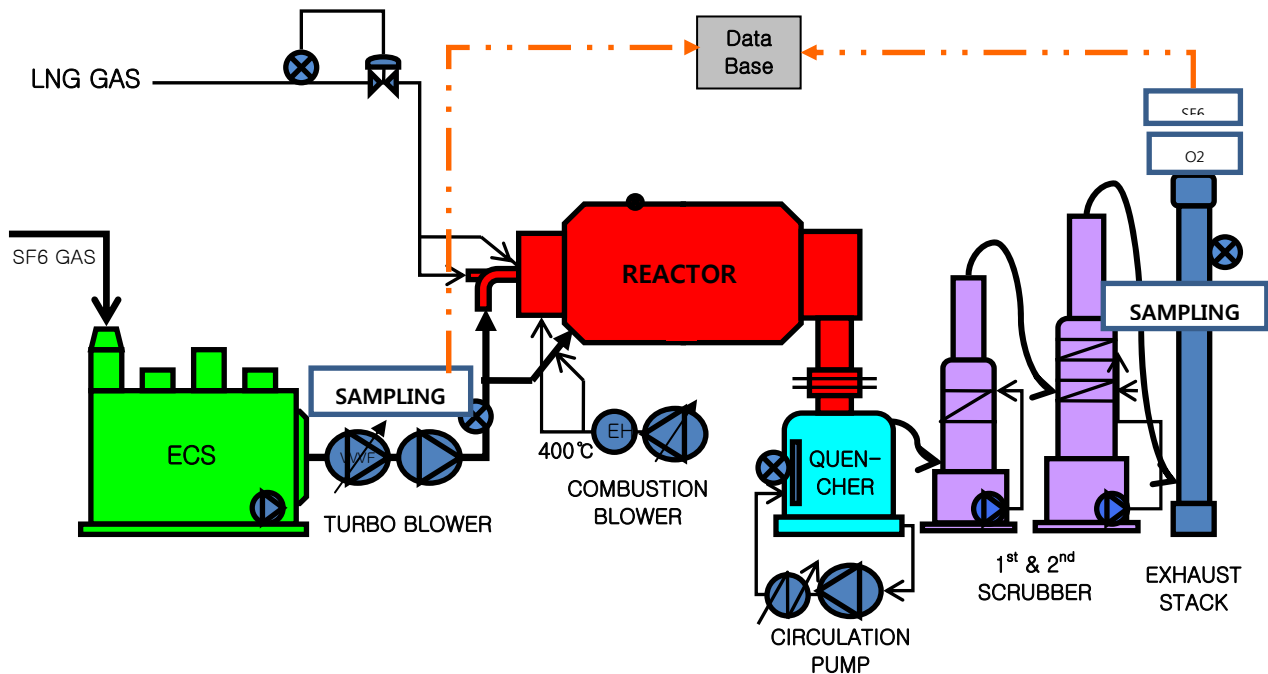 Data
Base
LNG GAS
SF6
O2
SF6 GAS
REACTOR
SAMPLING
SAMPLING
ECS
EH
400℃
QUEN-
CHER
COMBUSTION
BLOWER
TURBO BLOWER
1st & 2nd
SCRUBBER
EXHAUST
STACK
CIRCULATION
PUMP